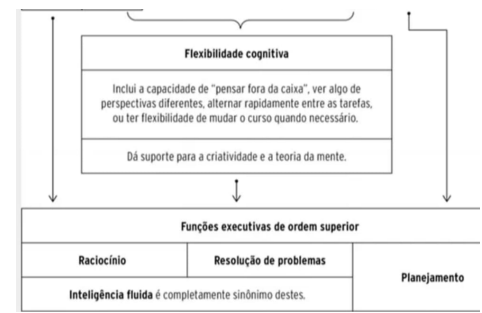 Flexibilidade cognitiva
Inclui a capacidade de "pensar fora da caixa", ver algo de
perspectivas diferentes, alternar rapidamente entre as tarefas,
ou ter flexibilidade de mudar o curso quando necessário.
Dá suporte para a criatividade e a teoria da mente.
Funções executivas de ordem superior
Raciocínio
Resolução de problemas
Planejamento
Inteligência fluida é completamente sinônimo destes.